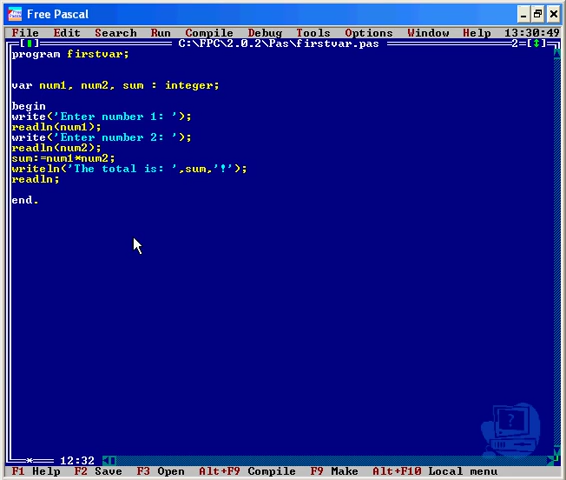 Free Pascal
File Edit Search Run Compile Debug Tools Options Window Help 13:30:49
C:\FPC\2.0.2\Pas\firstvar.pas 2=[↕]
program firstvar;
var num1, num2, sum : integer;
begin
write('Enter number 1: ');
readln(num1);
write('Enter number 2: ');
readln(num2);
sum:=num1*num2;
writeln('The total is: ',sum,'!');
readln;
end.
* 12:32
F1 Help F2 Save F3 Open Alt+F9 Compile F9 Make Alt+F10 Local menu